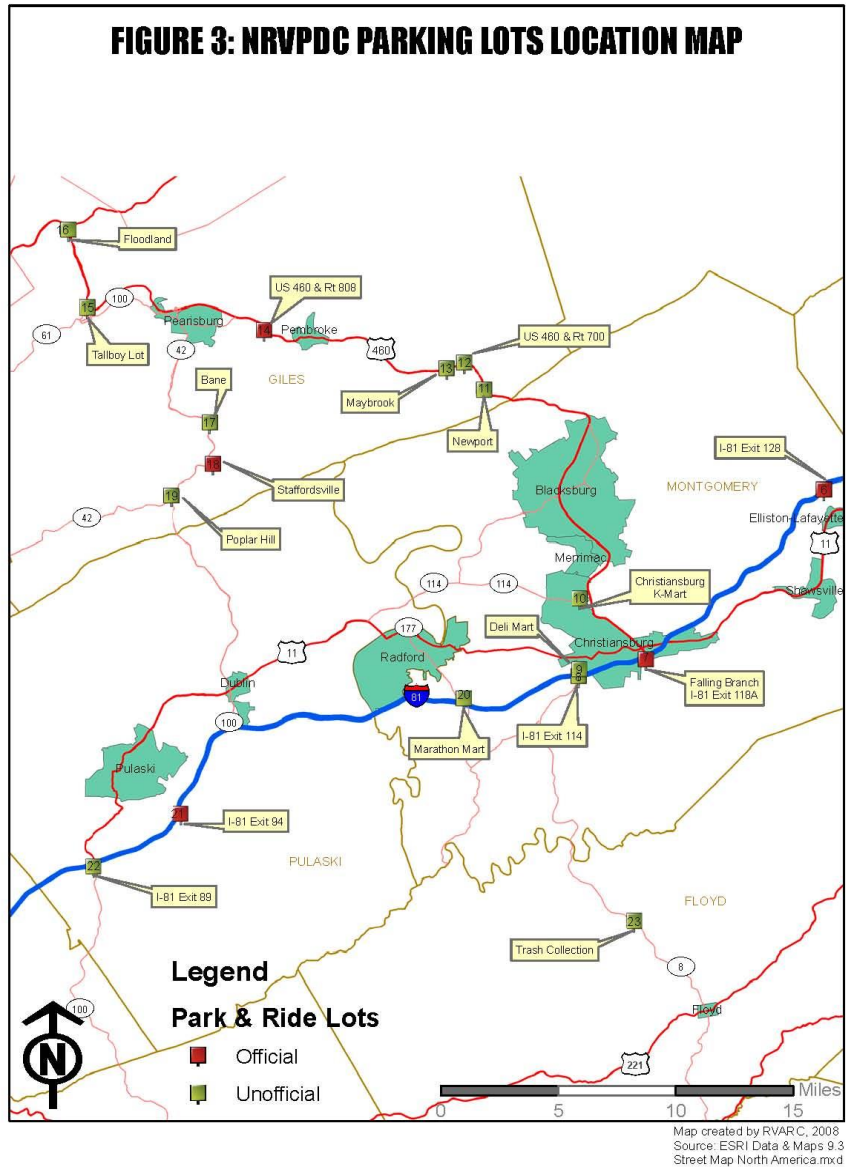 FIGURE 3: NRVPDC PARKING LOTS LOCATION MAP
16
Floodland
US 460 & Rt 808
15
100
Pearisburg
14
Pembroke
61
Tallboy Lot
42
460
US 460 & Rt 700
12
13
GILES
Bane
Maybrook
11
17
Newport
I-81 Exit 128
18
Staffordsville
Blacksburg
MONTGOMERY
6
19
42
Poplar Hill
Elliston-Lafayette
11
Merrimac
114
114
Christiansburg
K-Mart
10
Shawsville
177
Deli Mart
Christiansburg
11
Radford
9
8
7
Falling Branch
I-81 Exit 118A
Dublin
81
20
100
Marathon Mart
I-81 Exit 114
Pulaski
21
I-81 Exit 94
22
PULASKI
I-81 Exit 89
FLOYD
23
Trash Collection
8
Legend
Park & Ride Lots
Official
Unofficial
100
N
Floyd
221
Miles
0
5
10
15
Map created by RVARC, 2008
Source: ESRI Data & Maps 9.3
Street Map North America.mxd